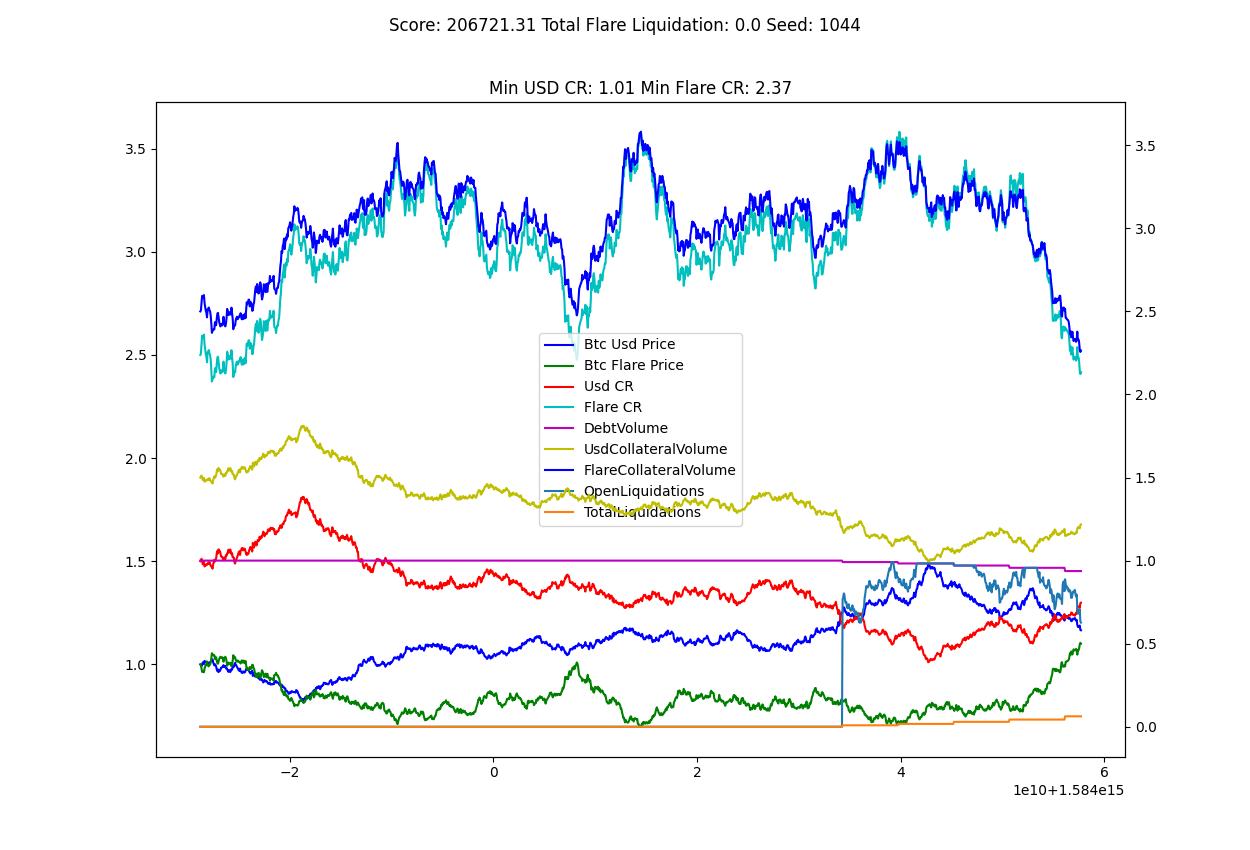 Score: 206721.31 Total Flare Liquidation: 0.0 Seed: 1044
Min USD CR: 1.01 Min Flare CR: 2.37
3.5
3.0
2.5
2.0
1.5
1.0
3.5
3.0
2.5
2.0
1.5
1.0
0.5
0.0
Btc Usd Price
Btc Flare Price
Usd CR
Flare CR
DebtVolume
UsdCollateralVolume
FlareCollateralVolume
OpenLiquidations
TotalLiquidations
−2 0 2 4 6
1e10+1.584e15